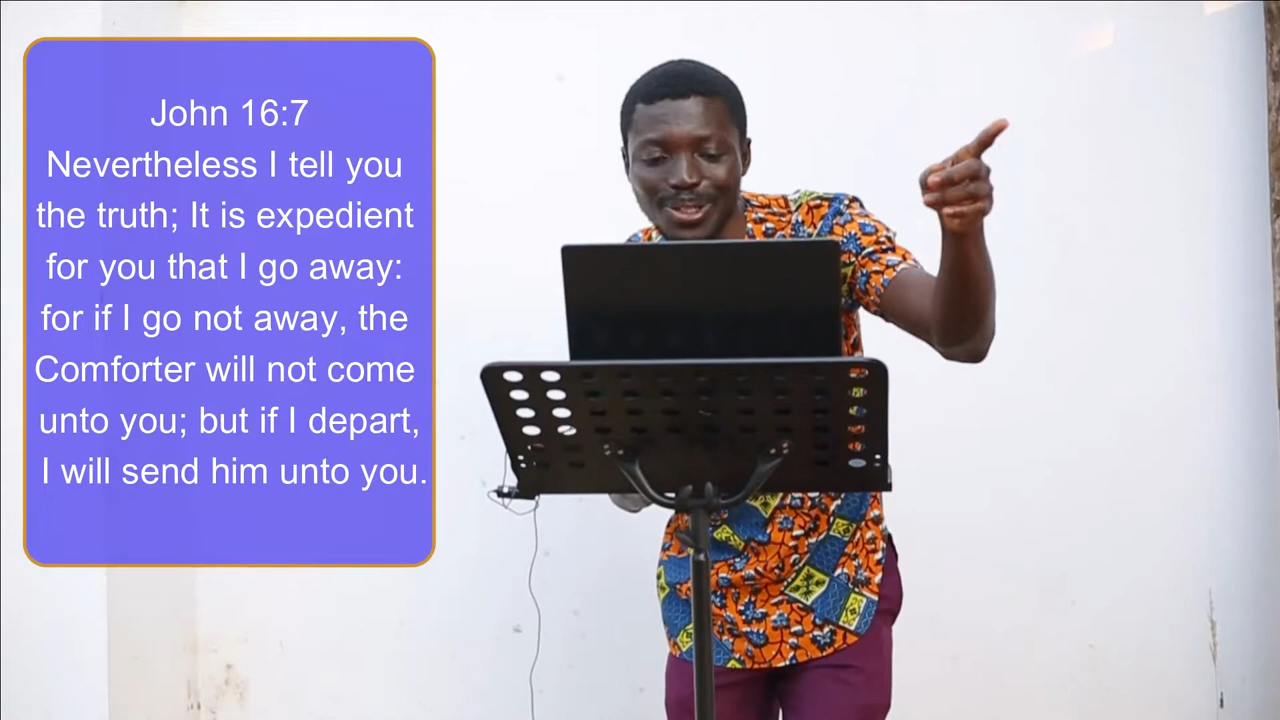 John 16:7
Nevertheless I tell you
the truth; It is expedient
for you that I go away:
for if I go not away, the
Comforter will not come
unto you; but if I depart,
I will send him unto you.